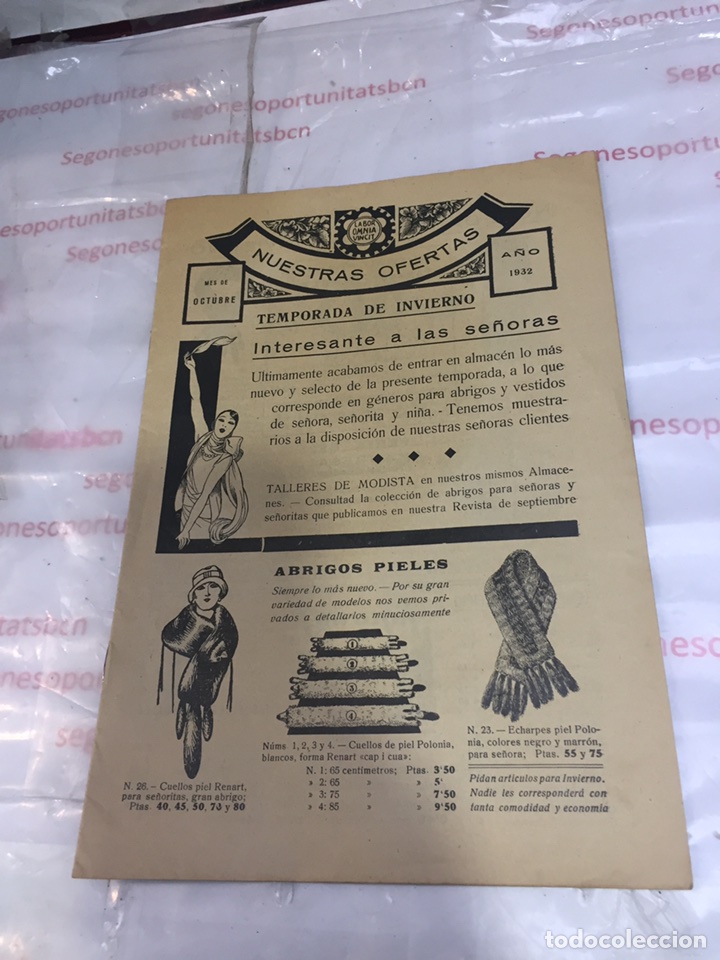 Segonesoportunitatsbcn
Segonesoportunitatsbcn
Segonesoportunitatsbcn
LABOR
OMNIA
VINCIT
NUESTRAS OFERTAS
MES DE
OCTUBRE
AÑO
1932
TEMPORADA DE INVIERNO
Interesante a las señoras
Ultimamente acabamos de entrar en almacén lo más
nuevo y selecto de la presente temporada, a lo que
corresponde en géneros para abrigos y vestidos
de señora, señorita y niña. - Tenemos muestra-
rios a la disposición de nuestras señoras clientes
TALLERES DE MODISTA en nuestros mismos Almace-
nes. — Consultad la colección de abrigos para señoras y
señoritas que publicamos en nuestra Revista de septiembre
ABRIGOS PIELES
Siempre lo más nuevo. — Por su gran
variedad de modelos nos vemos pri-
vados a detallarlos minuciosamente
1
2
3
4
N. 26. - Cuellos piel Renart,
para señoritas, gran abrigo;
Ptas 40, 45, 50, 70 y 80
Núms 1, 2, 3 y 4. — Cuellos de piel Polonia,
blancos, forma Renart «cap i cua»:
N. 1: 65 centímetros; Ptas. 3'50
» 2: 65 » » 5'
» 3: 75 » » 7'50
» 4: 85 » » 9'50
N. 23. - Echarpes piel Polo-
nia, colores negro y marrón,
para señora; Ptas. 55 y 75
Pidan artículos para Invierno.
Nadie les corresponderá con
tanta comodidad y economía
todocoleccion